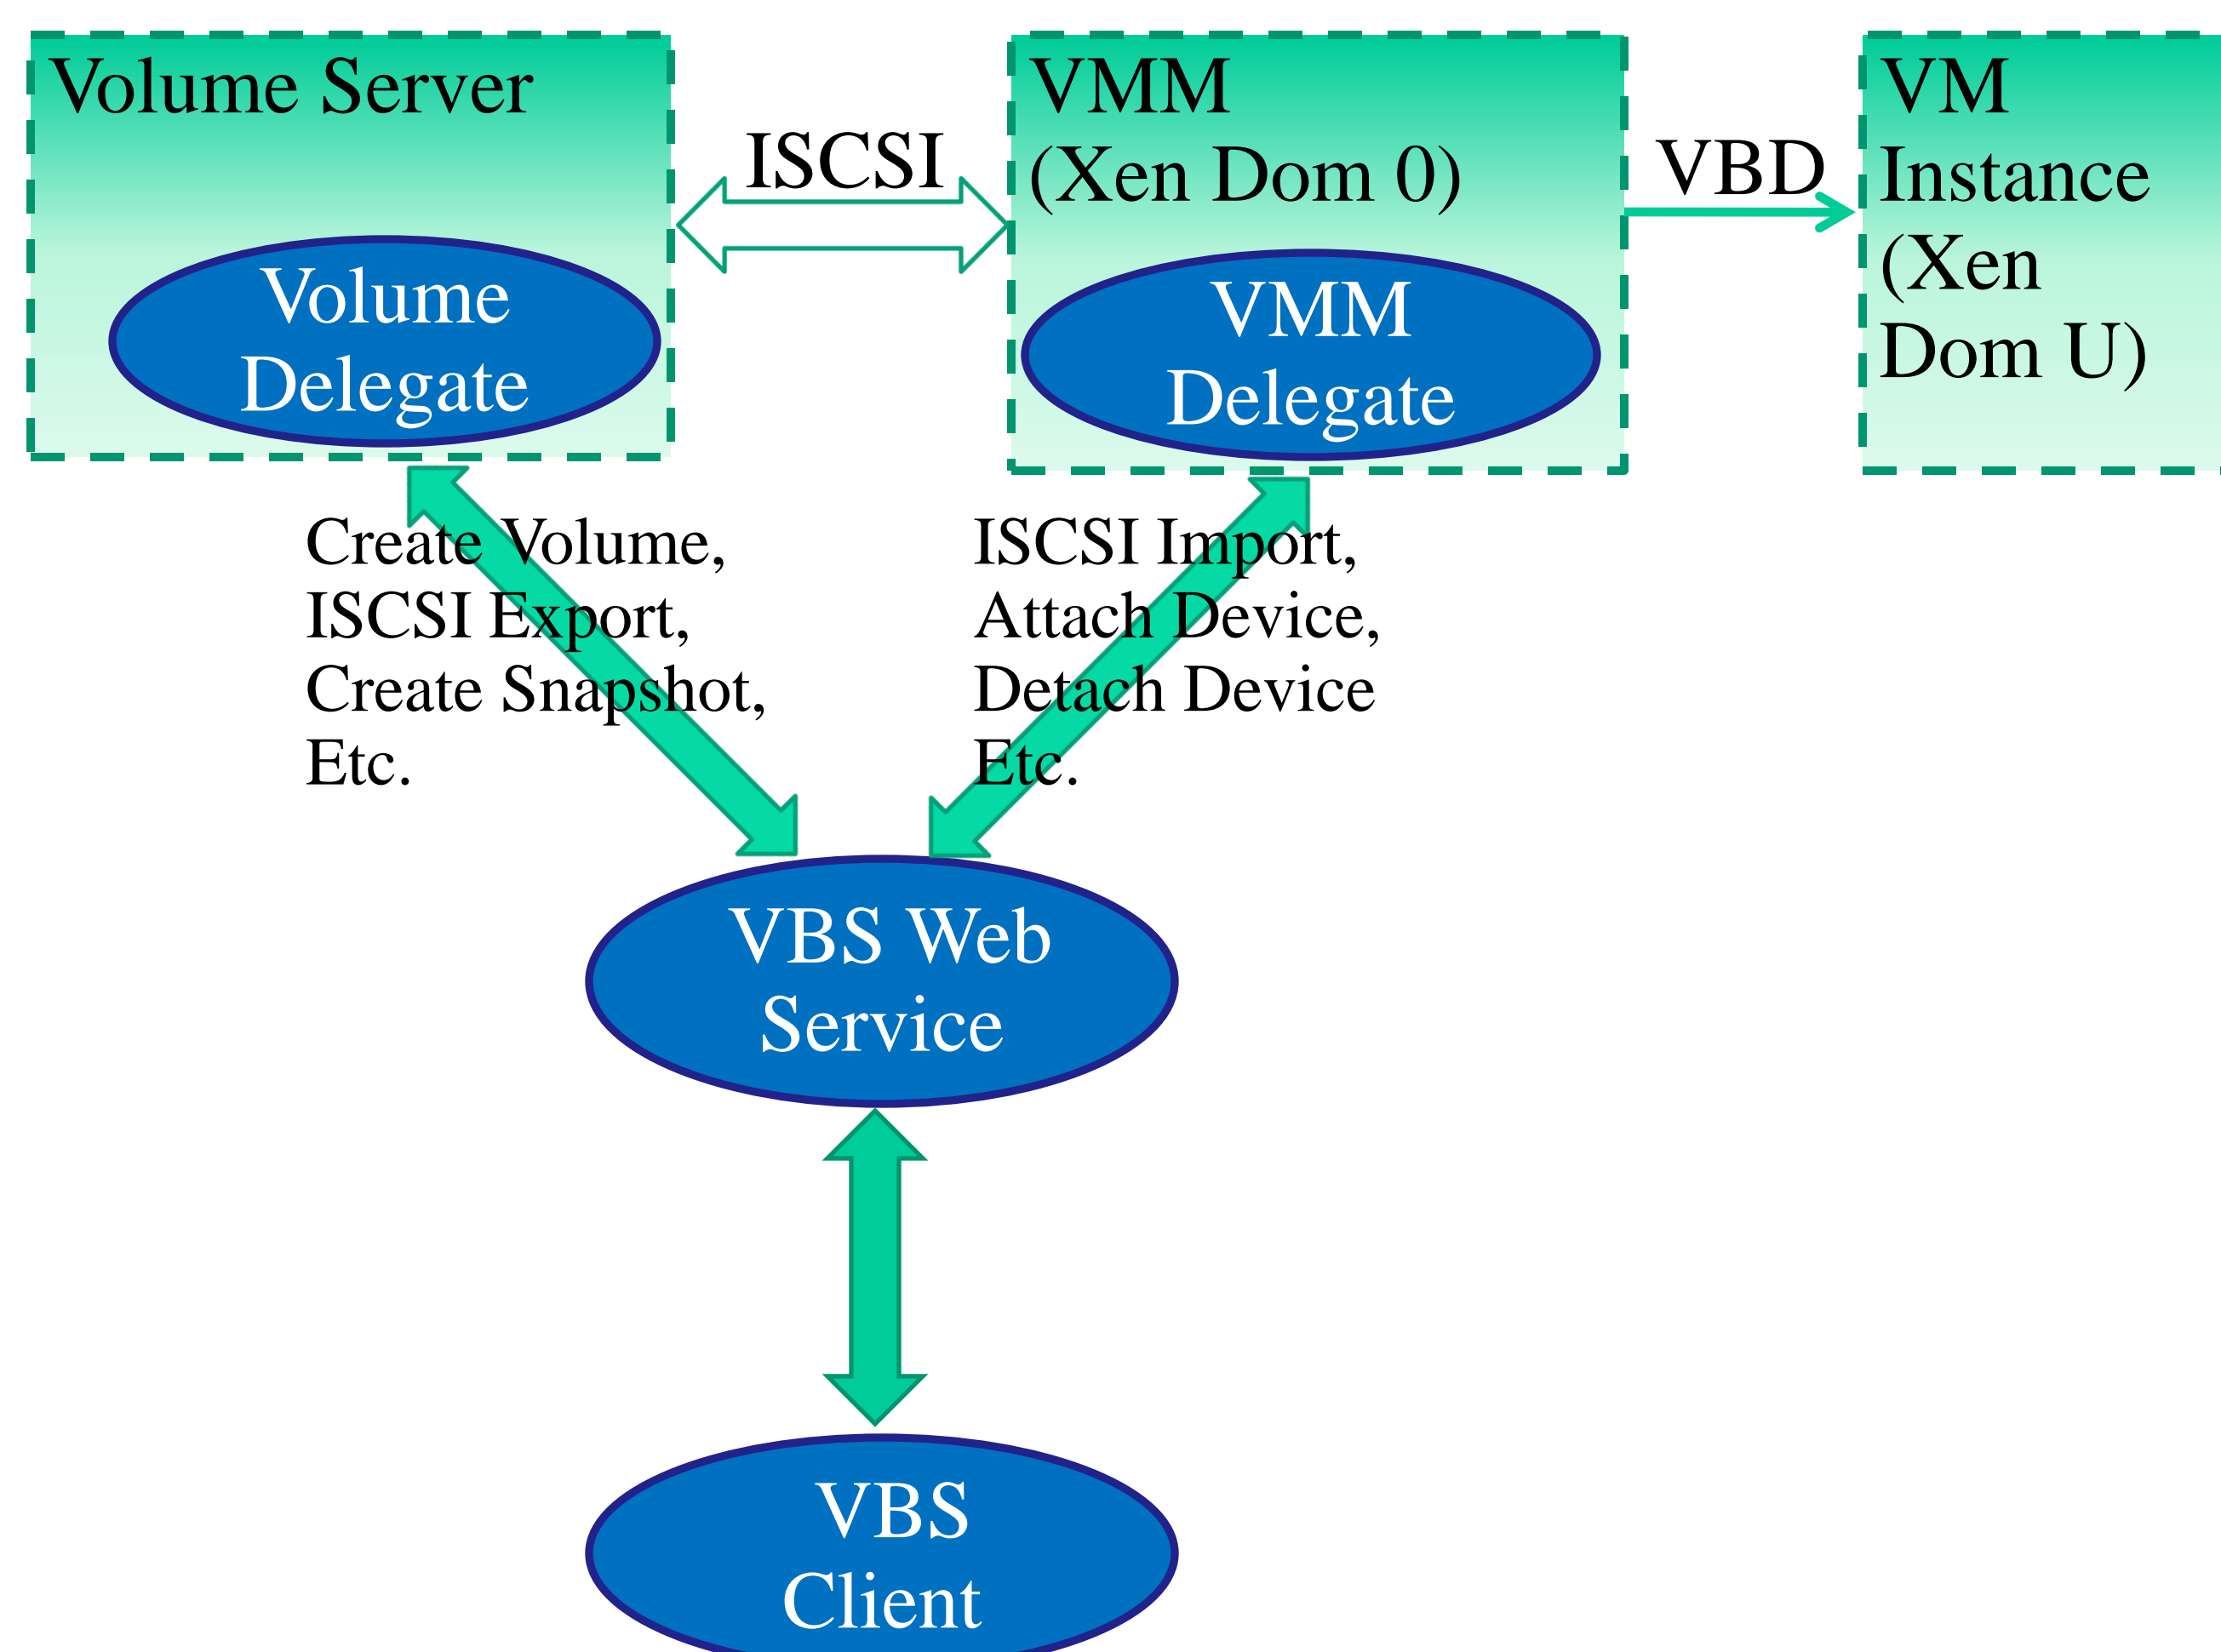 Volume Server
Volume
Delegate
ISCSI
VMM
(Xen Dom 0)
VMM
Delegate
VBD
VM
Instance
(Xen
Dom U)
Create Volume,
ISCSI Export,
Create Snapshot,
Etc.
ISCSI Import,
Attach Device,
Detach Device
Etc.
VBS Web
Service
VBS
Client